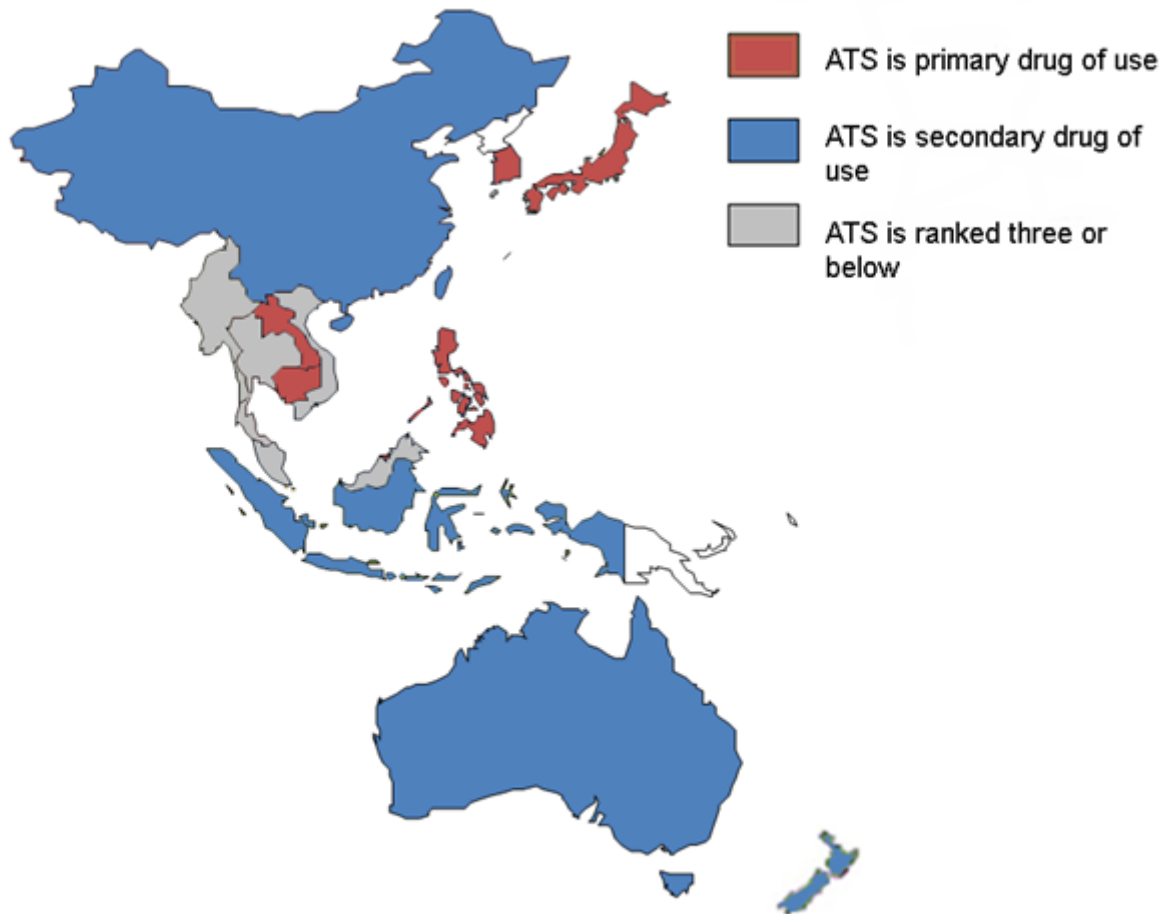 ATS is primary drug of use
ATS is secondary drug of
use
ATS is ranked three or
below